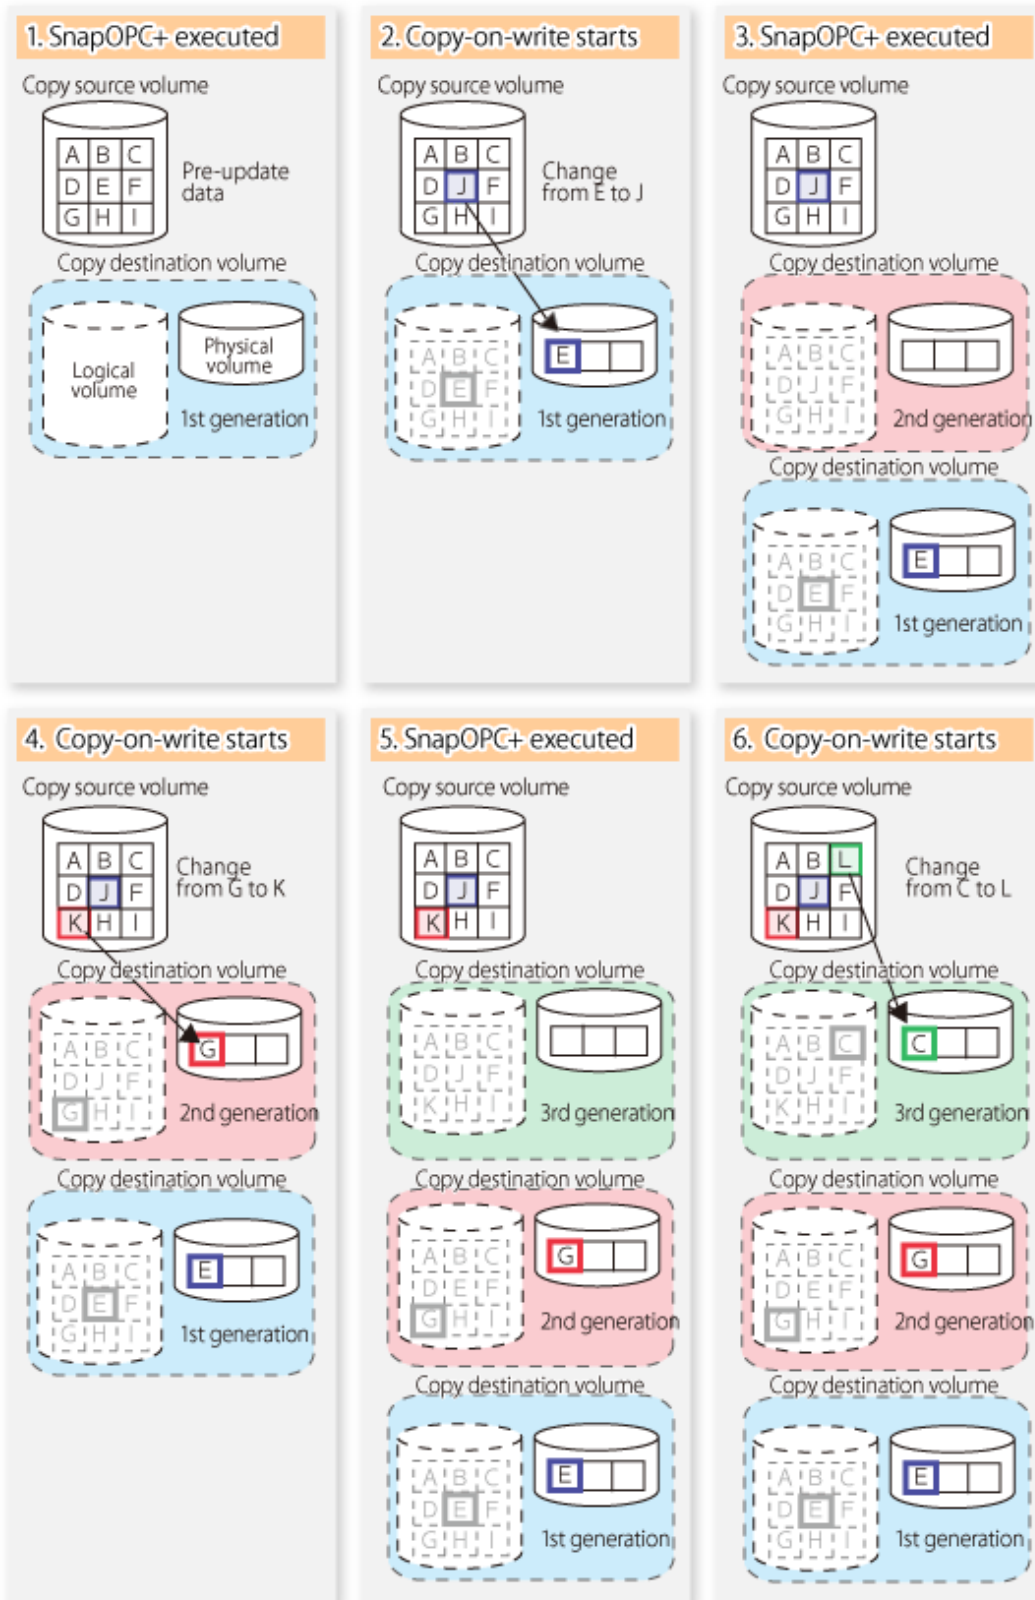 1. SnapOPC+ executed
Copy source volume
A B C
D E F
G H I
Pre-update
data
Copy destination volume
Logical
volume
Physical
volume
1st generation
2. Copy-on-write starts
Copy source volume
A B C
D J F
G H I
Change
from E to J
Copy destination volume
A B C
D E F
G H I
E
1st generation
3. SnapOPC+ executed
Copy source volume
A B C
D J F
G H I
Copy destination volume
A B C
D J F
G H I
2nd generation
Copy destination volume
A B C
D E F
G H I
E
1st generation
4. Copy-on-write starts
Copy source volume
A B C
D J F
K H I
Change
from G to K
Copy destination volume
A B C
D J F
G H I
G
2nd generation
Copy destination volume
A B C
D E F
G H I
E
1st generation
5. SnapOPC+ executed
Copy source volume
A B C
D J F
K H I
Copy destination volume
A B C
D J F
K H I
3rd generation
Copy destination volume
A B C
D E F
G H I
G
2nd generation
Copy destination volume
A B C
D E F
G H I
E
1st generation
6. Copy-on-write starts
Copy source volume
A B L
D J F
K H I
Change
from C to L
Copy destination volume
A B C
D J F
K H I
C
3rd generation
Copy destination volume
A B C
D E F
G H I
G
2nd generation
Copy destination volume
A B C
D E F
G H I
E
1st generation